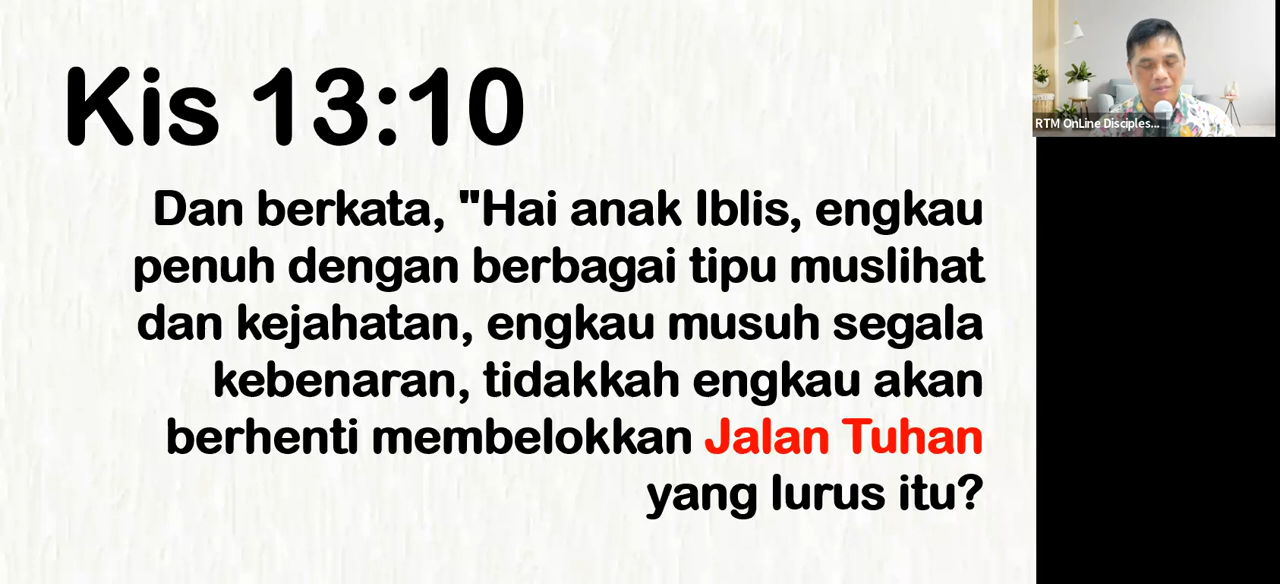 Kis 13:10
Dan berkata, "Hai anak Iblis, engkau
penuh dengan berbagai tipu muslihat
dan kejahatan, engkau musuh segala
kebenaran, tidakkah engkau akan
berhenti membelokkan Jalan Tuhan
yang lurus itu?
RTM OnLine Disciples...